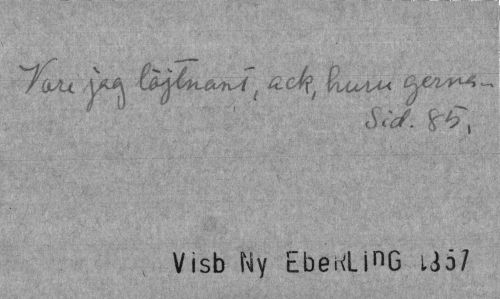 Vore jag löjtnant, ack, huru gerna–
Sid. 85,
Visb Ny EbeRLInG 1857